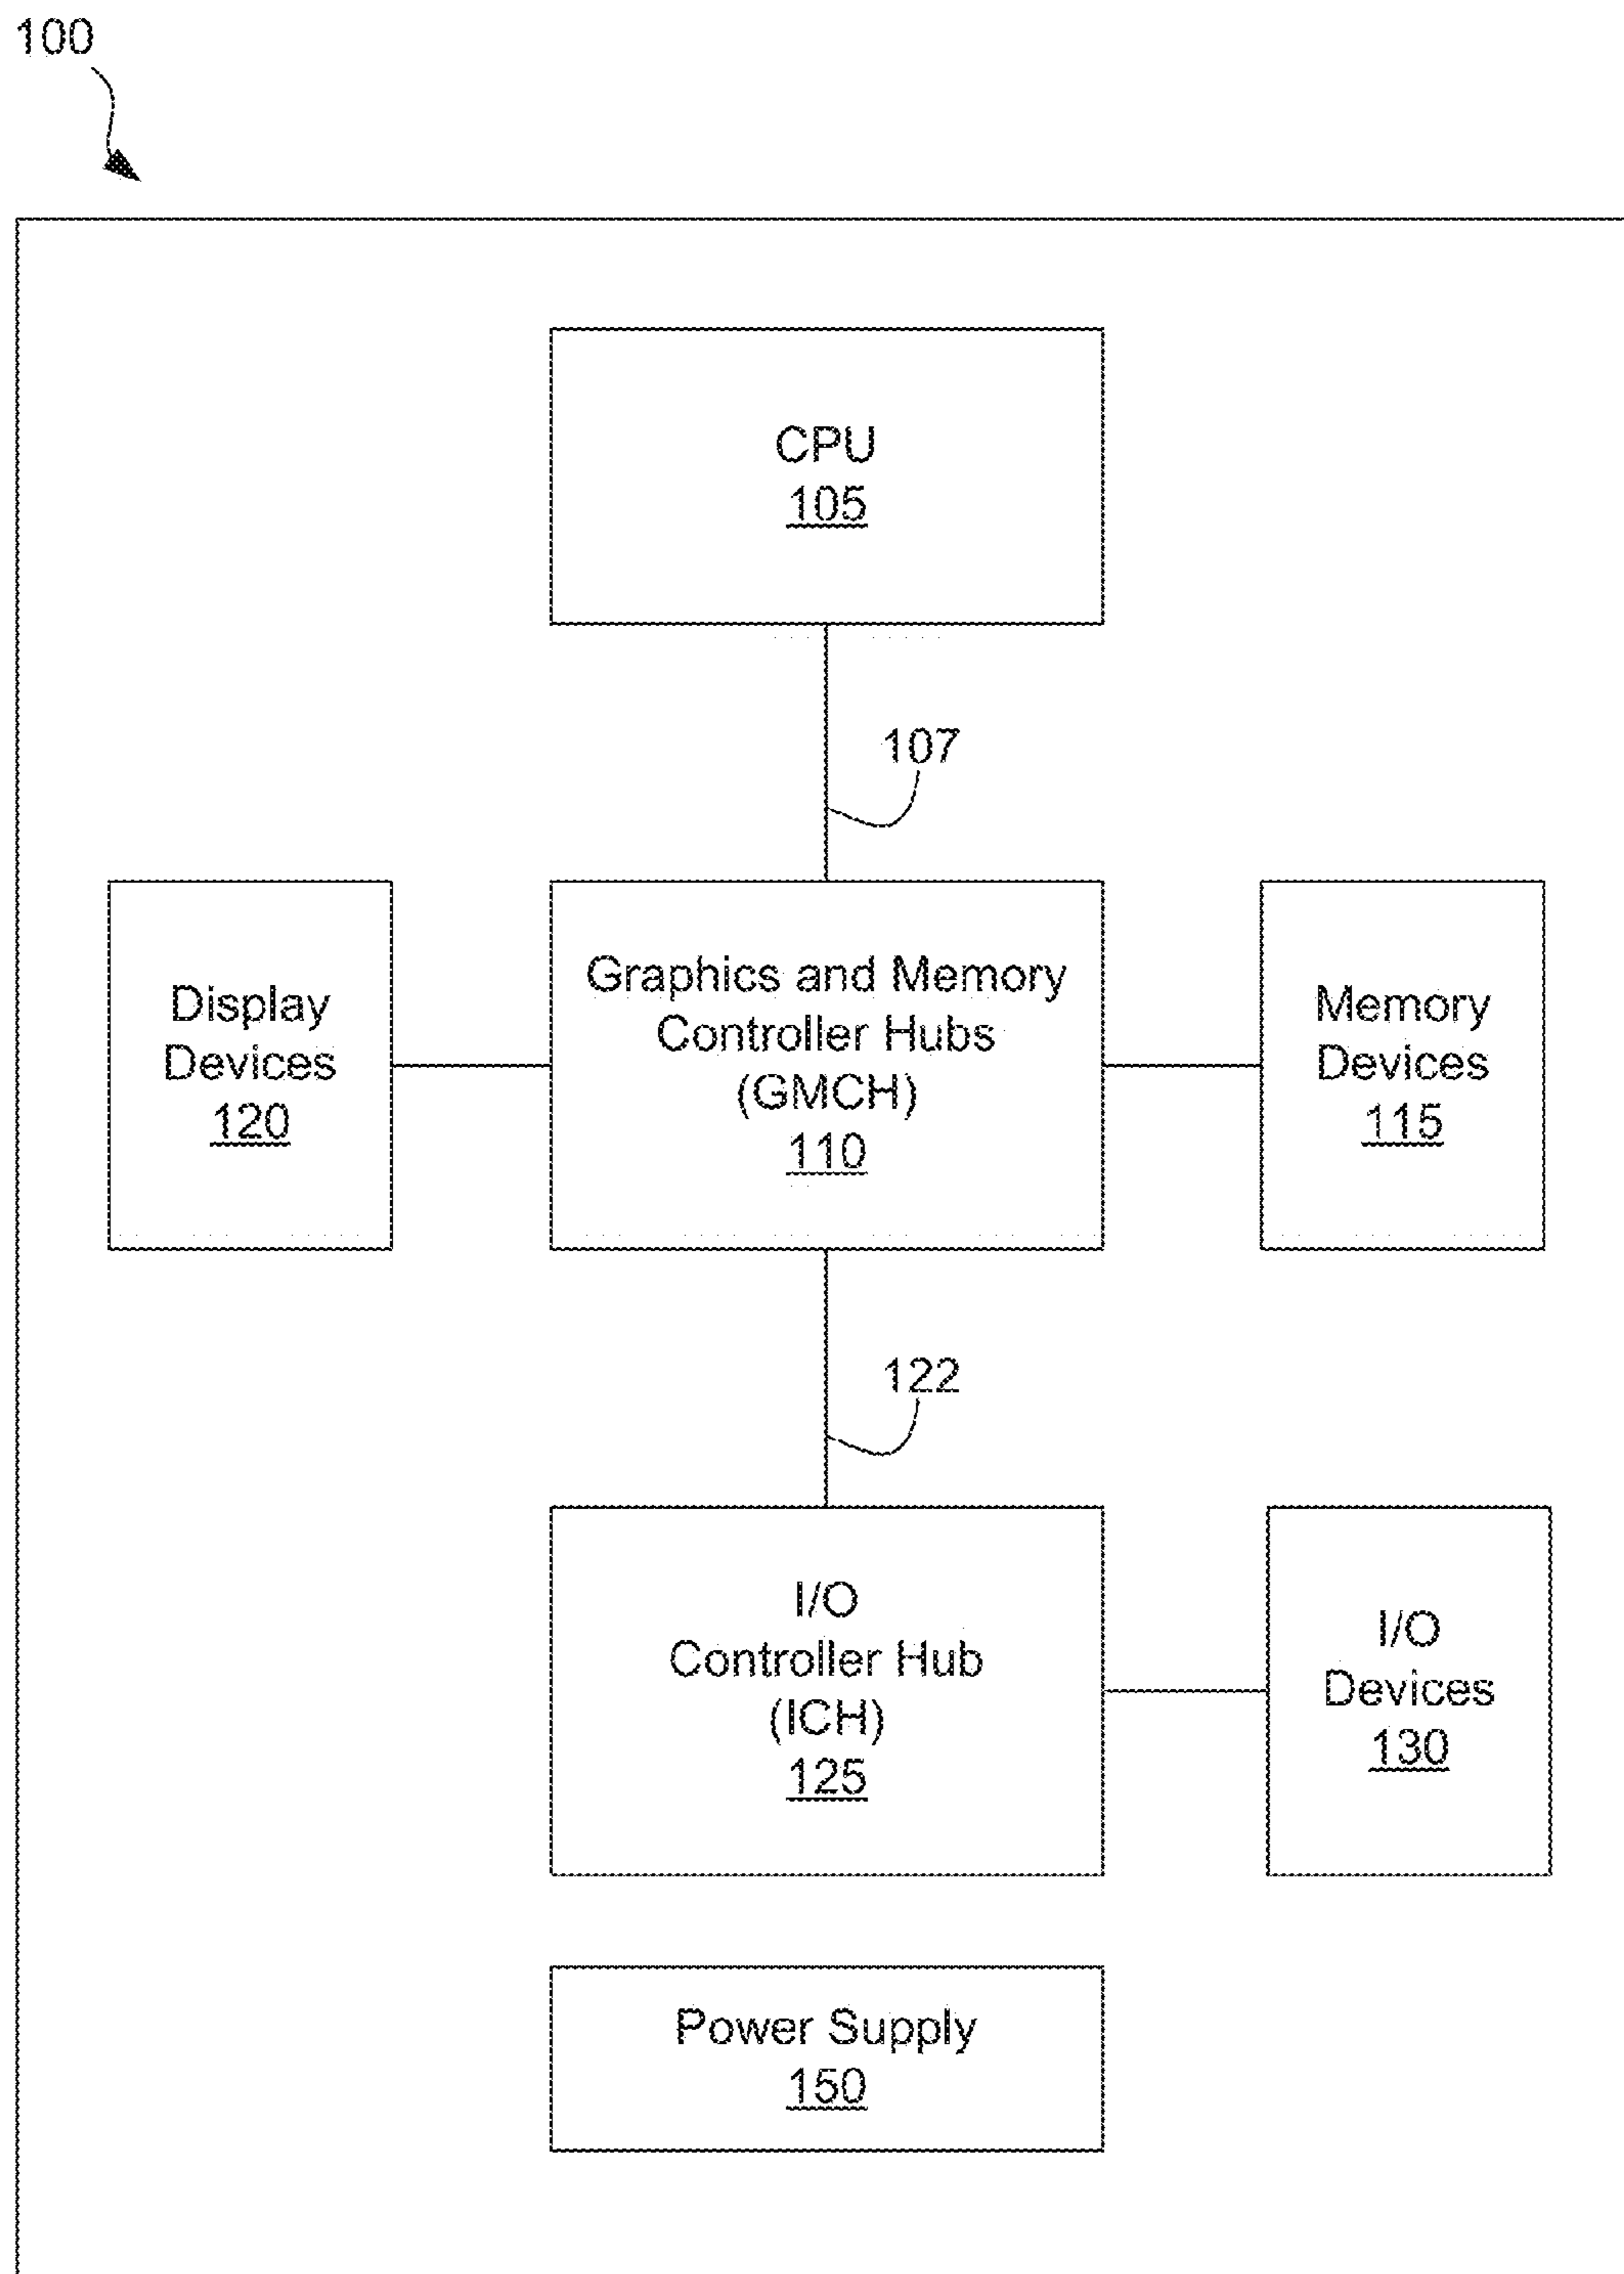 100
CPU
105
107
Display
Devices
120
Graphics and Memory
Controller Hubs
(GMCH)
110
Memory
Devices
115
122
I/O
Controller Hub
(ICH)
125
I/O
Devices
130
Power Supply
150